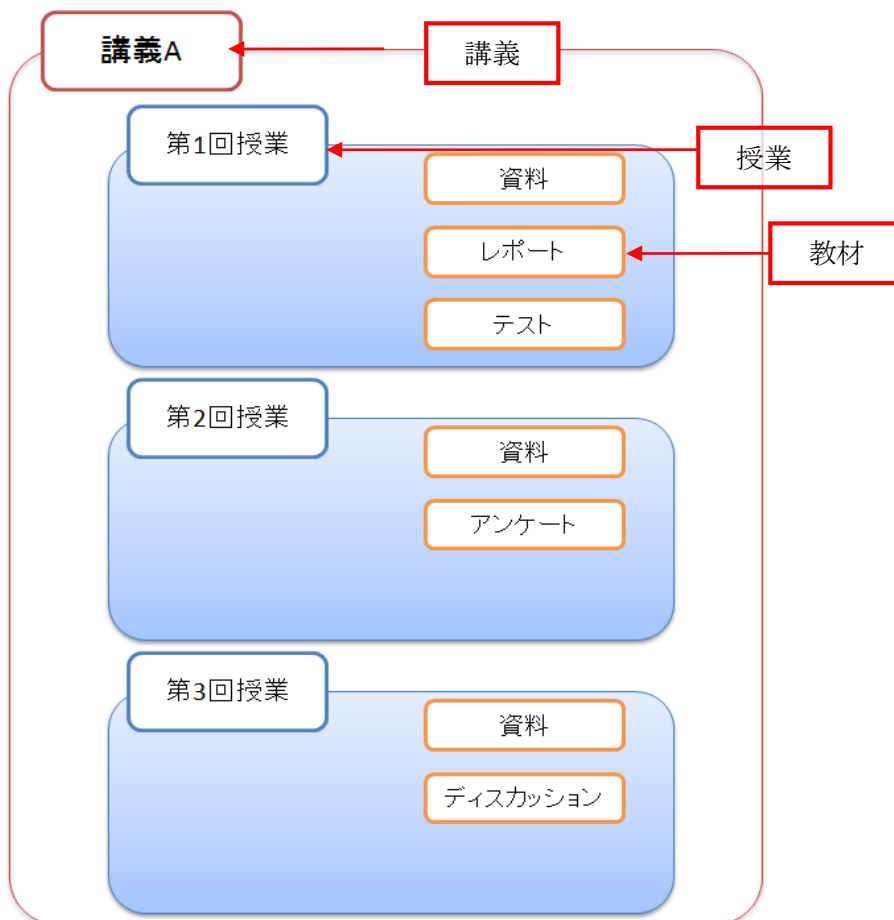 講義A
講義
第1回授業
授業
資料
レポート
教材
テスト
第2回授業
資料
アンケート
第3回授業
資料
ディスカッション